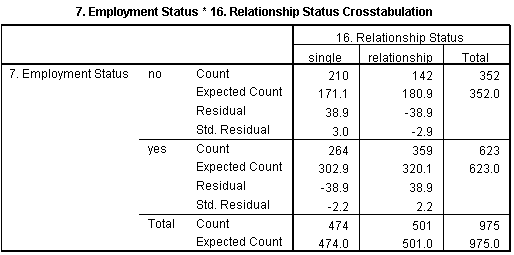 7. Employment Status * 16. Relationship Status Crosstabulation
16. Relationship Status
single relationship Total
7. Employment Status no Count 210 142 352
Expected Count 171.1 180.9 352.0
Residual 38.9 -38.9
Std. Residual 3.0 -2.9
yes Count 264 359 623
Expected Count 302.9 320.1 623.0
Residual -38.9 38.9
Std. Residual -2.2 2.2
Total Count 474 501 975
Expected Count 474.0 501.0 975.0